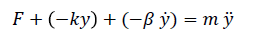 F + (−ky) + (−β ẏ) = m ÿ